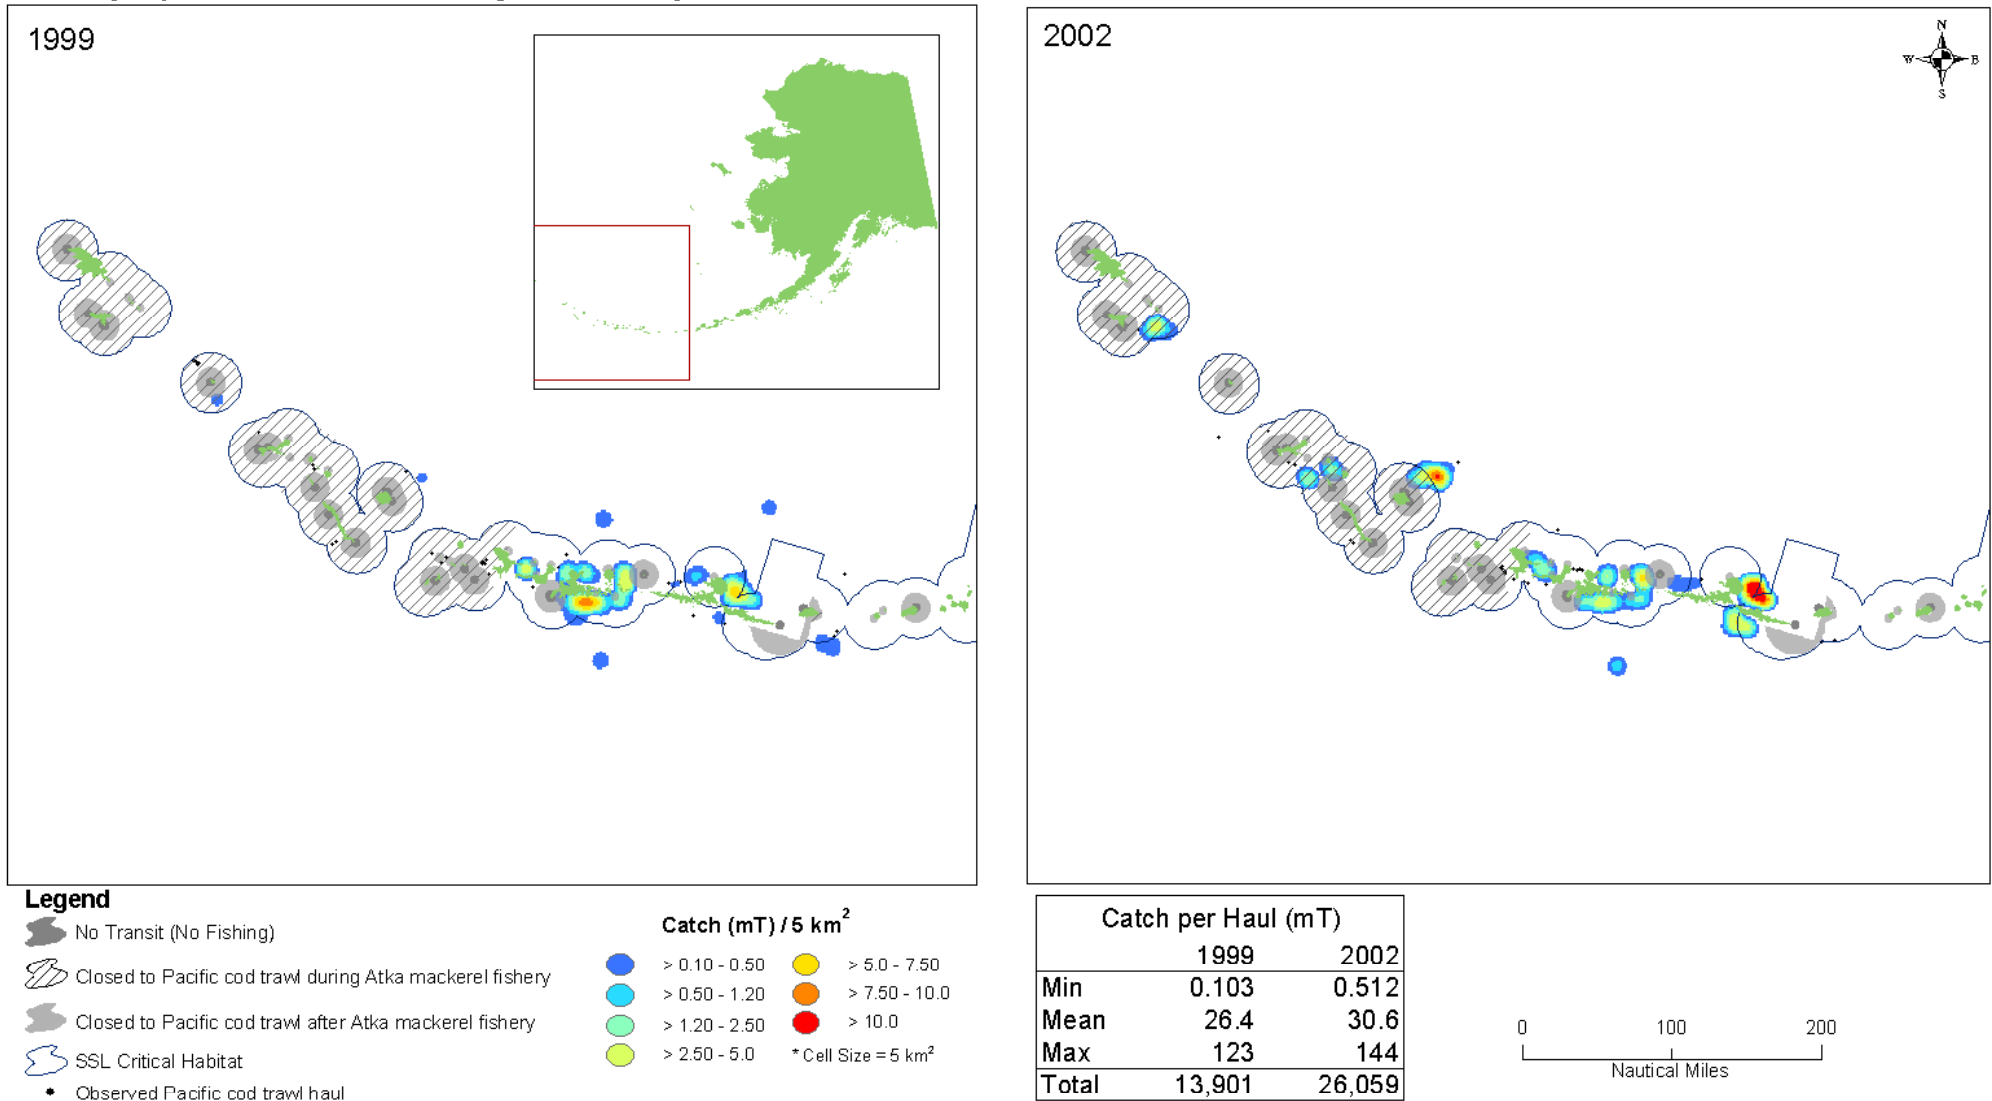 1999
2002
N
W
B
S
Legend
No Transit (No Fishing)
Closed to Pacific cod trawl during Atka mackerel fishery
Closed to Pacific cod trawl after Atka mackerel fishery
SSL Critical Habitat
Observed Pacific cod trawl haul
Catch (mT) / 5 km²
> 0.10 - 0.50
> 0.50 - 1.20
> 1.20 - 2.50
> 2.50 - 5.0
> 5.0 - 7.50
> 7.50 - 10.0
> 10.0
* Cell Size = 5 km²
Catch per Haul (mT)
1999 2002
Min 0.103 0.512
Mean 26.4 30.6
Max 123 144
Total 13,901 26,059
0 100 200
Nautical Miles